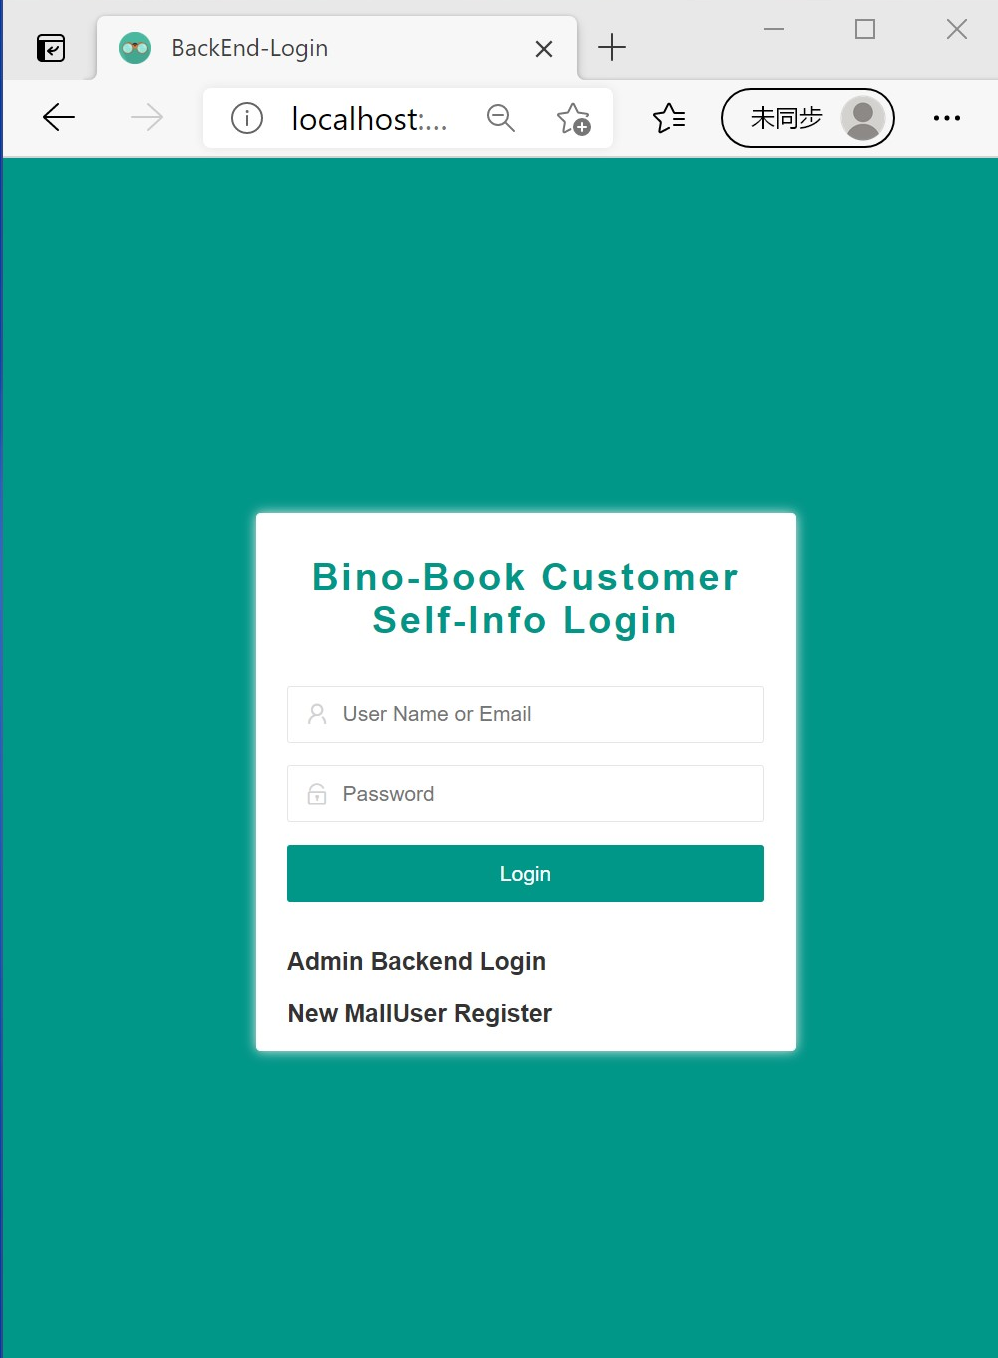 BackEnd-Login
localhost:...
未同步
Bino-Book Customer
Self-Info Login
User Name or Email
Password
Login
Admin Backend Login
New MallUser Register